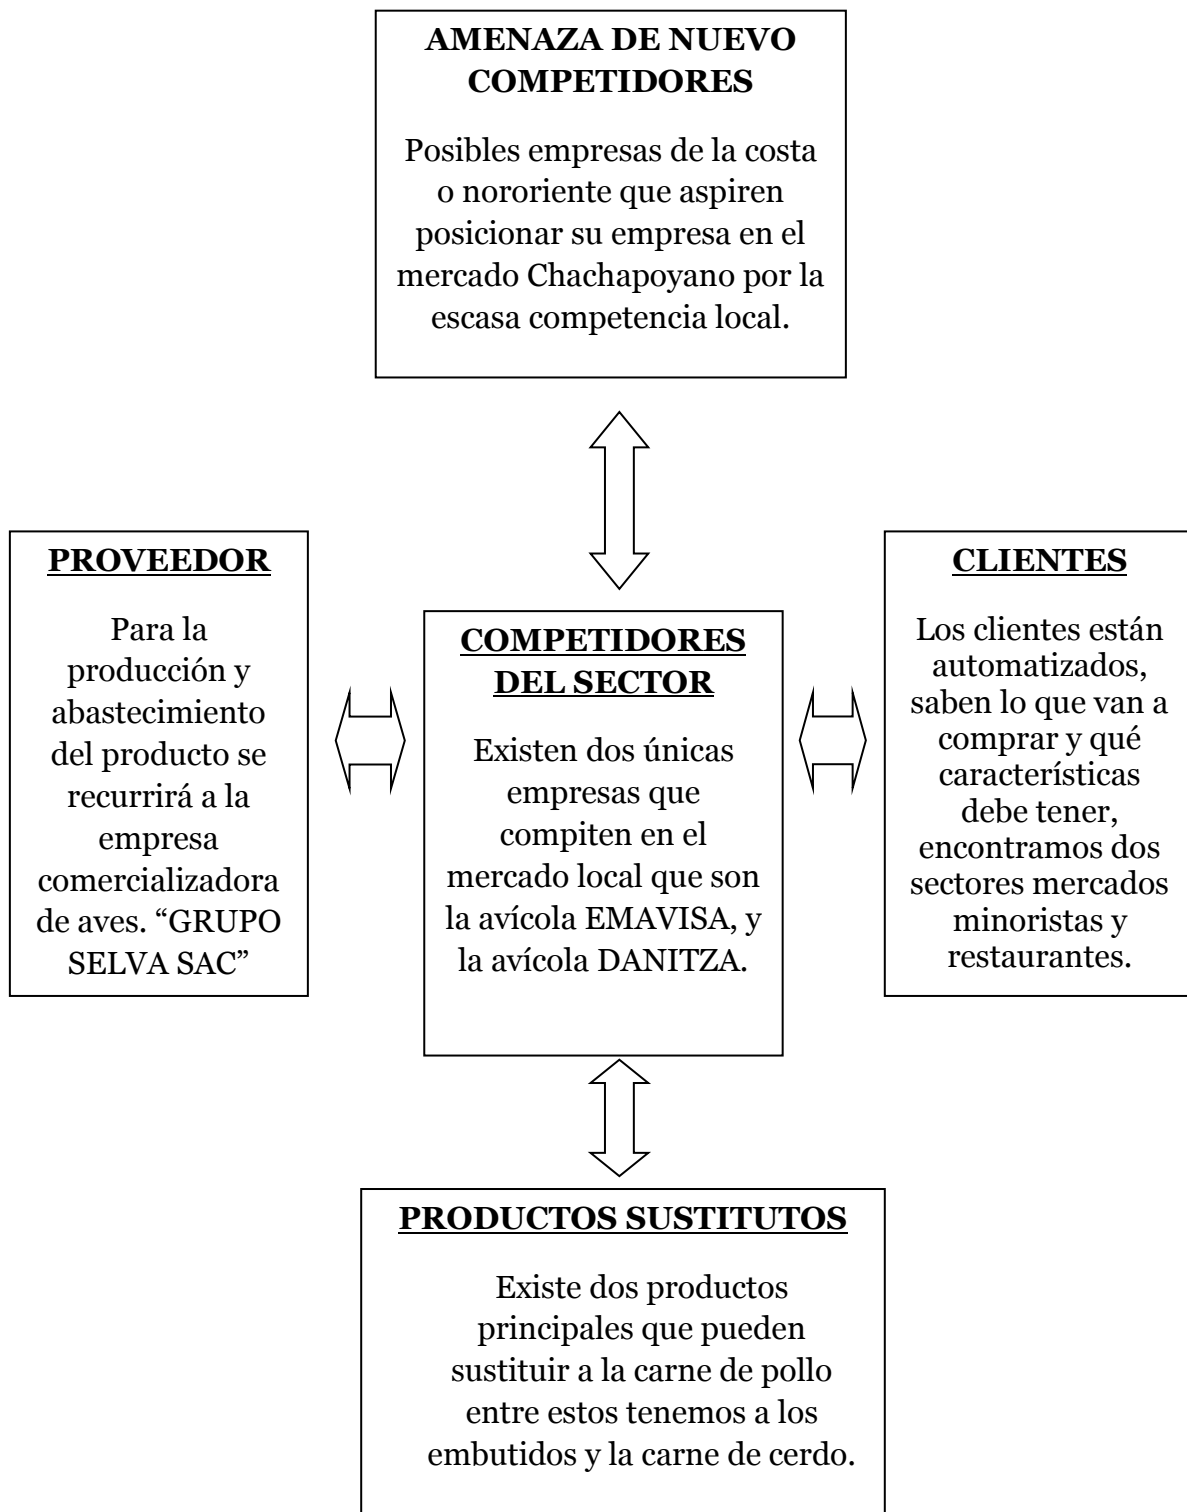 AMENAZA DE NUEVO
COMPETIDORES
Posibles empresas de la costa
o nororiente que aspiren
posicionar su empresa en el
mercado Chachapoyano por la
escasa competencia local.
PROVEEDOR
Para la
producción y
abastecimiento
del producto se
recurrirá a la
empresa
comercializadora
de aves. “GRUPO
SELVA SAC”
COMPETIDORES
DEL SECTOR
Existen dos únicas
empresas que
compiten en el
mercado local que son
la avícola EMAVISA, y
la avícola DANITZA.
CLIENTES
Los clientes están
automatizados,
saben lo que van a
comprar y qué
característicás
debe tener,
encontramos dos
sectores mercados
minoristas y
restaurantes.
PRODUCTOS SUSTITUTOS
Existe dos productos
principales que pueden
sustituir a la carne de pollo
entre estos tenemos a los
embutidos y la carne de cerdo.